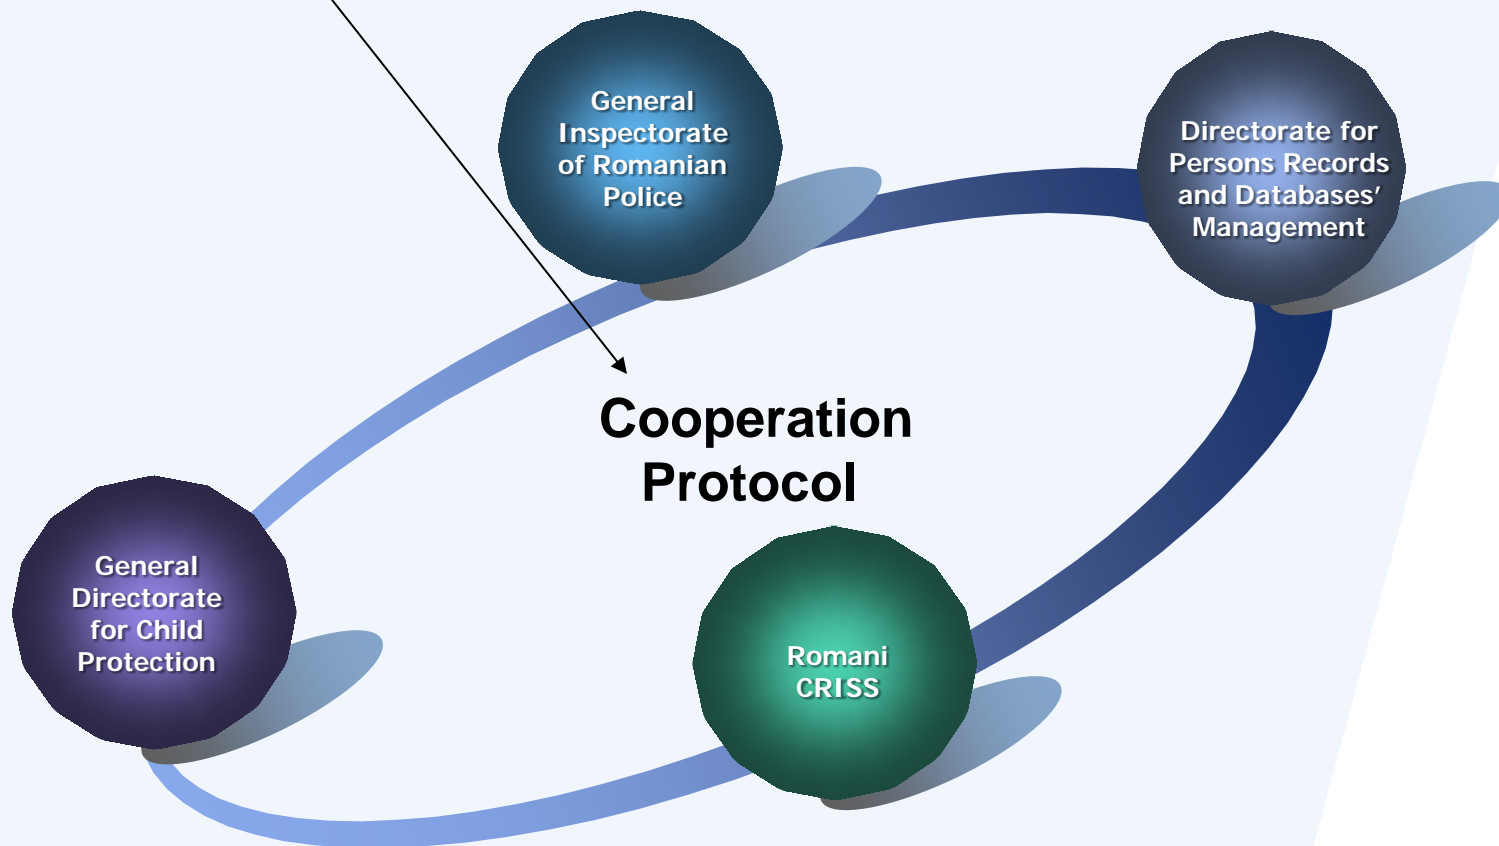 General
Inspectorate
of Romanian
Police
Directorate for
Persons Records
and Databases’
Management
Cooperation
Protocol
General
Directorate
for Child
Protection
Romani
CRISS